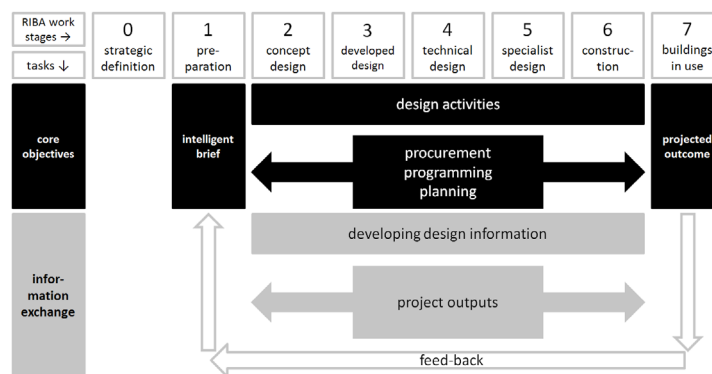 RIBA work
stages →
0
strategic
definition
1
pre-
paration
2
concept
design
3
developed
design
4
technical
design
5
specialist
design
6
construc-
tion
7
buildings
in use
tasks ↓
core
objectives
intelligent
brief
design activities
procurement
programming
planning
projected
outcome
infor-
mation
exchange
developing design information
project outputs
feed-back